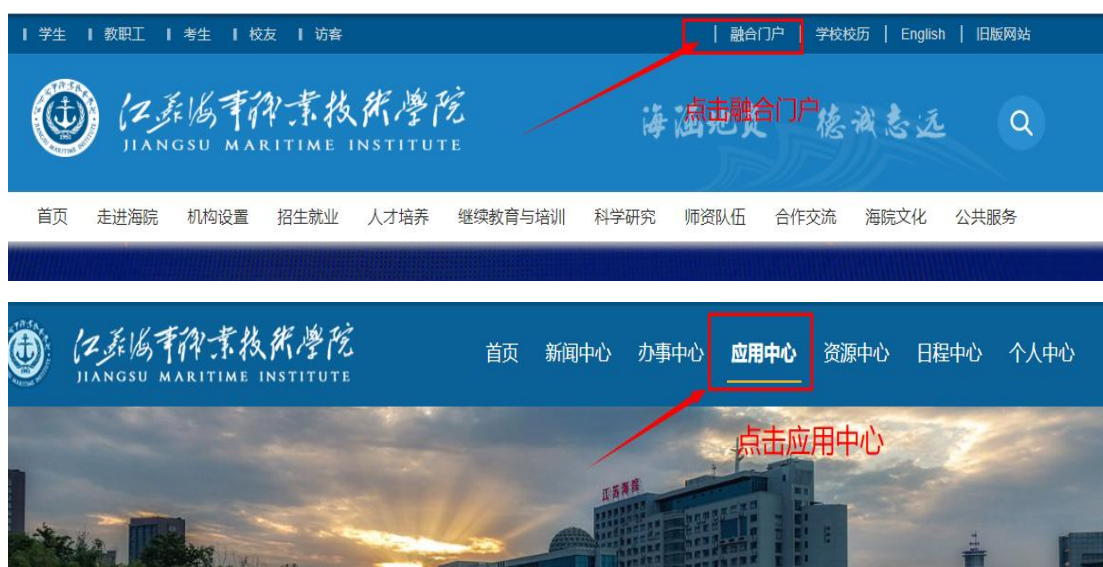 学生 教职工 考生 校友 访客 | 融合门户 | 学校校历 | English | 旧版网站
江苏海事职业技术學院
JIANGSU MARITIME INSTITUTE
点击融合门户
德诚志远
首页 走进海院 机构设置 招生就业 人才培养 继续教育与培训 科学研究 师资队伍 合作交流 海院文化 公共服务
江苏海事职业技术學院
JIANGSU MARITIME INSTITUTE
首页 新闻中心 办事中心 应用中心 资源中心 日程中心 个人中心
点击应用中心
江苏海院